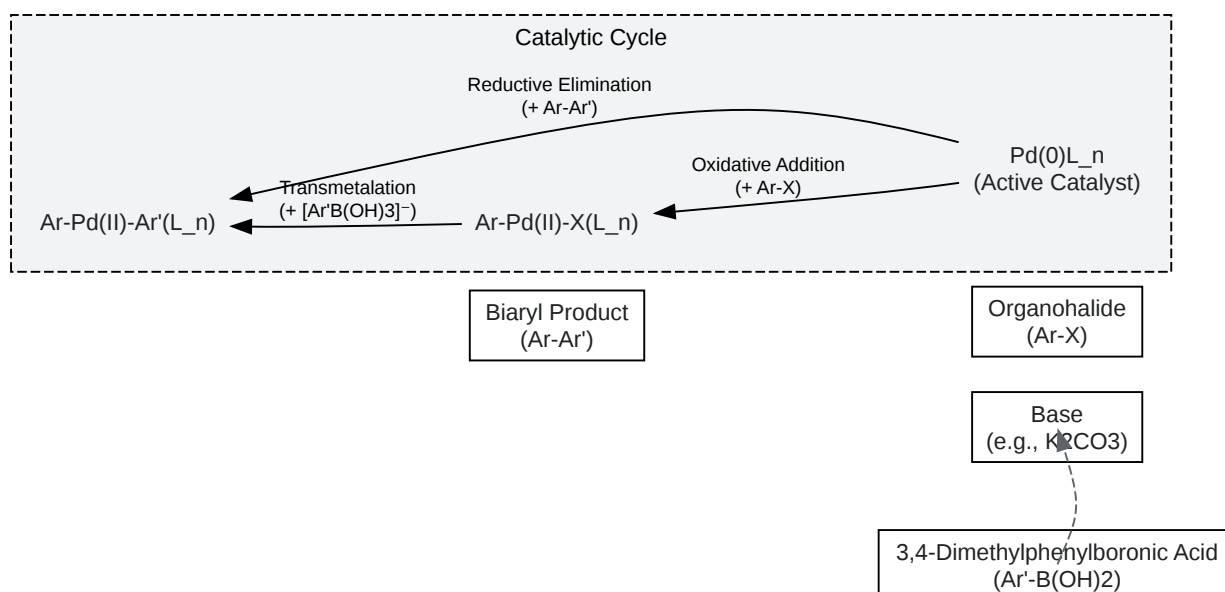 Catalytic Cycle
Reductive Elimination
(+ Ar-Ar')
Oxidative Addition
(+ Ar-X)
Pd(0)L_n
(Active Catalyst)
Transmetalation
(+ [Ar'B(OH)3]⁻)
Ar-Pd(II)-Ar'(L_n)
Ar-Pd(II)-X(L_n)
Biaryl Product
(Ar-Ar')
Organohalide
(Ar-X)
Base
(e.g., K2CO3)
3,4-Dimethylphenylboronic Acid
(Ar'-B(OH)2)